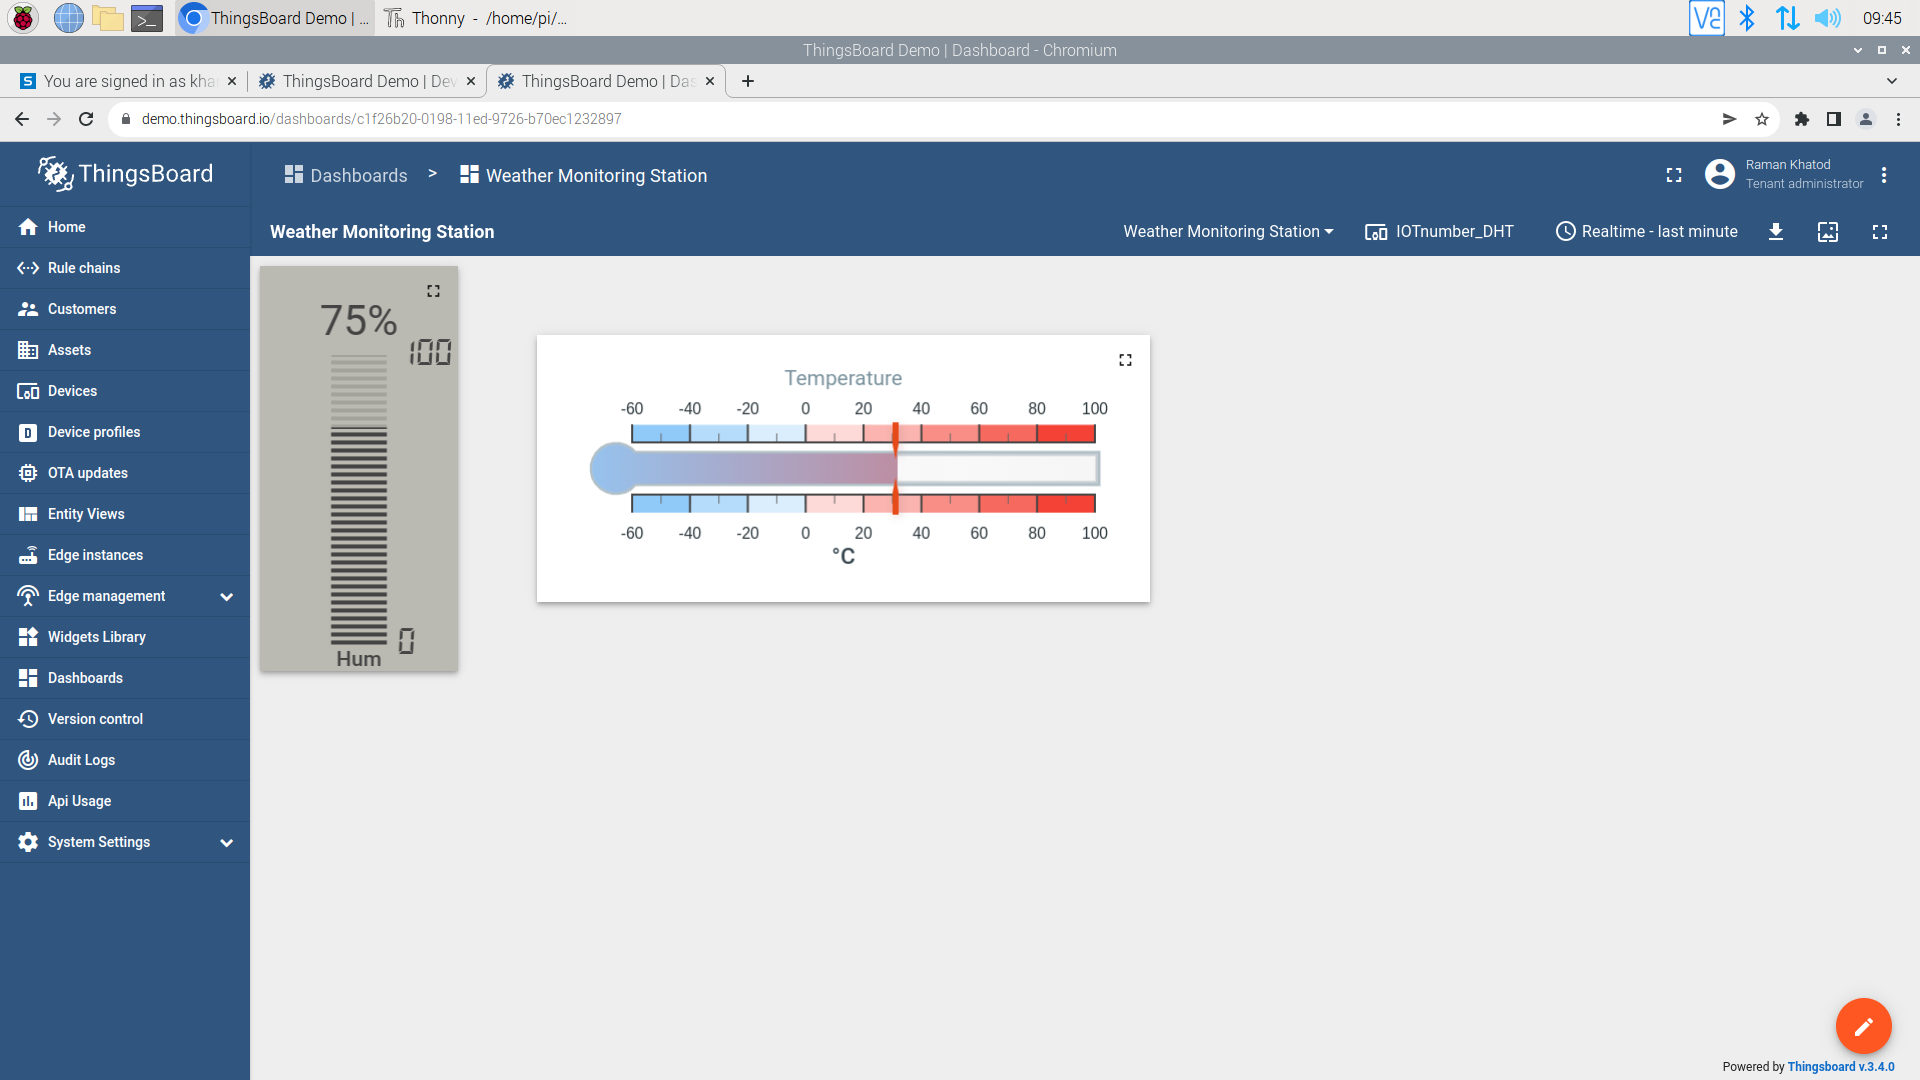 ThingsBoard Demo | ...
Thonny - /home/pi/...
09:45
ThingsBoard Demo | Dashboard - Chromium
You are signed in as kha
ThingsBoard Demo | Dev
ThingsBoard Demo | Das
demo.thingsboard.io/dashboards/c1f26b20-0198-11ed-9726-b70ec1232897
ThingsBoard
Dashboards > Weather Monitoring Station
Raman Khatod
Tenant administrator
Weather Monitoring Station
Weather Monitoring Station
IOTnumber_DHT
Realtime - last minute
Home
Rule chains
Customers
Assets
Devices
Device profiles
OTA updates
Entity Views
Edge instances
Edge management
Widgets Library
Dashboards
Version control
Audit Logs
Api Usage
System Settings
75%
100
0
Hum
Temperature
-60 -40 -20 0 20 40 60 80 100
-60 -40 -20 0 20 40 60 80 100
°C
Powered by Thingsboard v.3.4.0